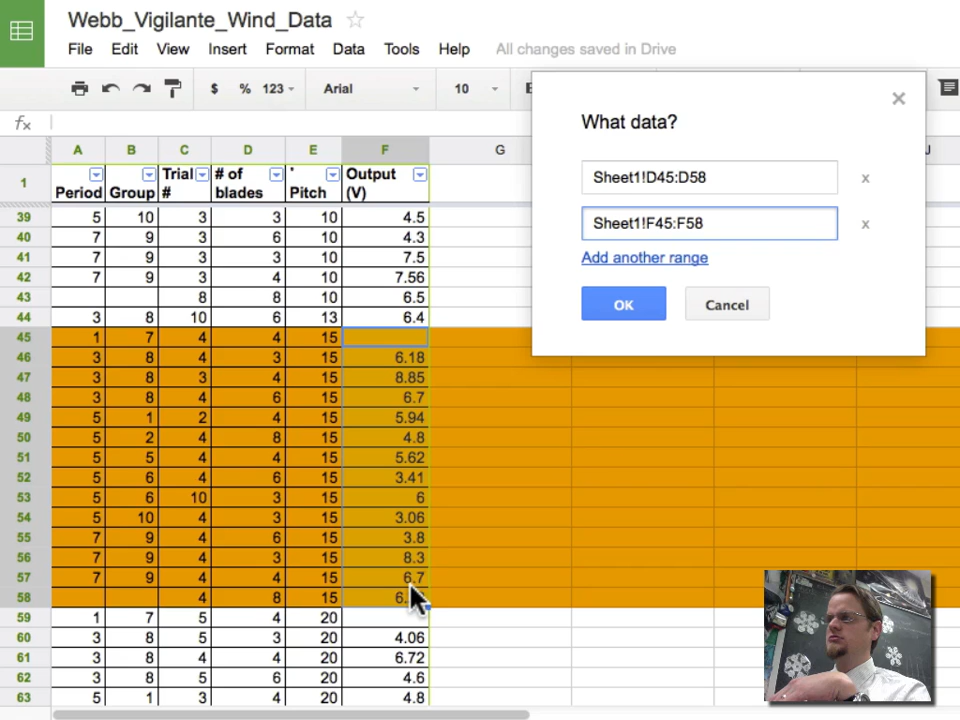 Webb_Vigilante_Wind_Data
File Edit View Insert Format Data Tools Help All changes saved in Drive
$ % 123 Arial 10
fx
What data?
Sheet1!D45:D58 x
Sheet1!F45:F58 x
Add another range
OK Cancel
A B C D E F G
1 Period Group Trial # # of blades ° Pitch Output (V)
39 5 10 3 3 10 4.5
40 7 9 3 6 10 4.3
41 7 9 3 3 10 7.5
42 7 9 3 4 10 7.56
43 8 8 10 6.5
44 3 8 10 6 13 6.4
45 1 7 4 4 15
46 3 8 4 3 15 6.18
47 3 8 3 4 15 8.85
48 3 8 4 6 15 6.7
49 5 1 2 4 15 5.94
50 5 2 4 8 15 4.8
51 5 5 4 4 15 5.62
52 5 6 4 6 15 3.41
53 5 6 10 3 15 6
54 5 10 4 3 15 3.06
55 7 9 4 6 15 3.8
56 7 9 4 3 15 8.3
57 7 9 4 4 15 6.7
58 4 8 15
59 1 7 5 4 20
60 3 8 5 3 20 4.06
61 3 8 4 4 20 6.72
62 3 8 5 6 20 4.6
63 5 1 3 4 20 4.8